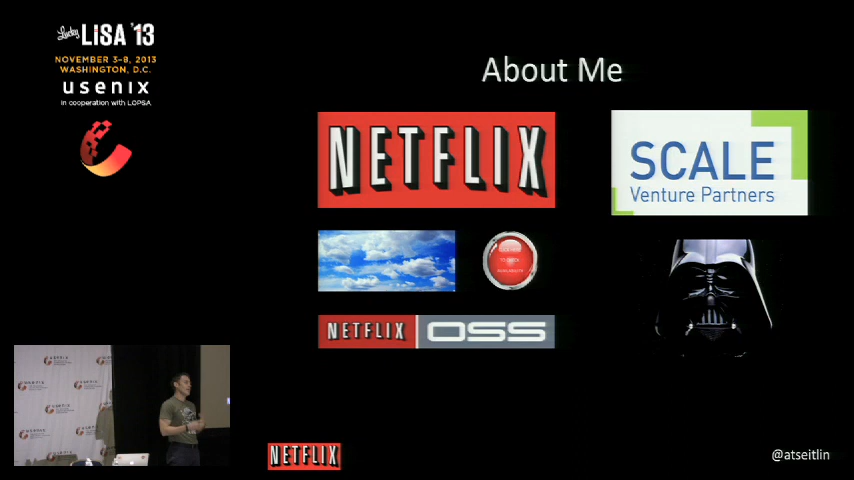 Lucky LISA '13
NOVEMBER 3–8, 2013
WASHINGTON, D.C.
usenix
in cooperation with LOPSA
About Me
NETFLIX
SCALE
Venture Partners
NETFLIX OSS
NETFLIX
@atseitlin